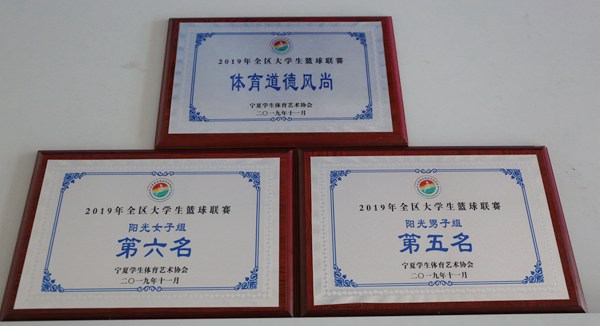 2019年全区大学生篮球联赛
体育道德风尚
宁夏学生体育艺术协会
二〇一九年十一月
2019年全区大学生篮球联赛
阳光女子组
第六名
宁夏学生体育艺术协会
二〇一九年十一月
2019年全区大学生篮球联赛
阳光男子组
第五名
宁夏学生体育艺术协会
二〇一九年十一月